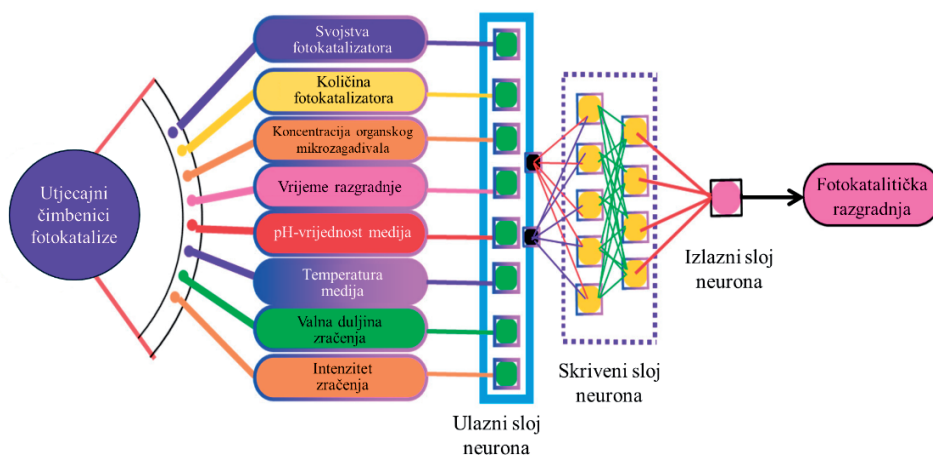 Utjecajni
čimbenici
fotokatalize
Svojstva
fotokatalizatora
Količina
fotokatalizatora
Koncentracija organskog
mikrozagadivala
Vrijeme razgradnje
pH-vrijednost medija
Temperatura
medija
Valna duljina
zračenja
Intenzitet
zračenja
Ulazni sloj
neurona
Skriveni sloj
neurona
Izlazni sloj
neurona
Fotokatalitička
razgradnja